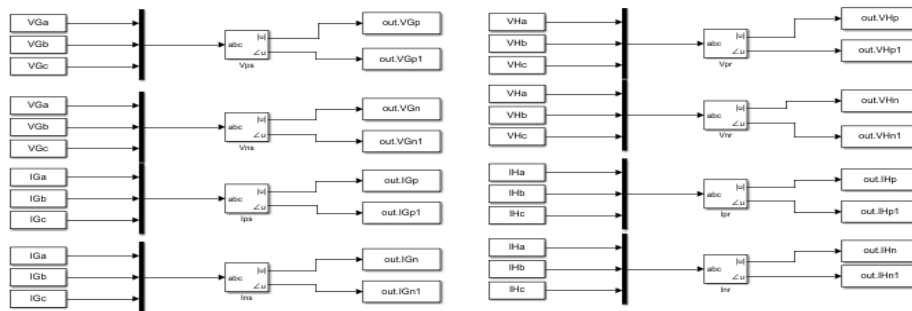 VGa
VGb
VGc
abc
|u|
∠u
Vps
out.VGp
out.VGp1
VGa
VGb
VGc
abc
|u|
∠u
Vns
out.VGn
out.VGn1
IGa
IGb
IGc
abc
|u|
∠u
Ips
out.IGp
out.IGp1
IGa
IGb
IGc
abc
|u|
∠u
Ins
out.IGn
out.IGn1
VHa
VHb
VHc
abc
|u|
∠u
Vpr
out.VHp
out.VHp1
VHa
VHb
VHc
abc
|u|
∠u
Vnr
out.VHn
out.VHn1
IHa
IHb
IHc
abc
|u|
∠u
Ipr
out.IHp
out.IHp1
IHa
IHb
IHc
abc
|u|
∠u
Inr
out.IHn
out.IHn1